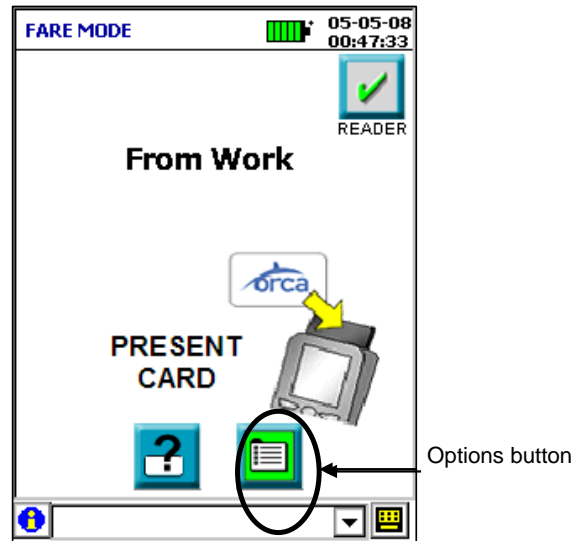 FARE MODE
05-05-08
00:47:33
READER
From Work
orca
PRESENT
CARD
?
Options button
i